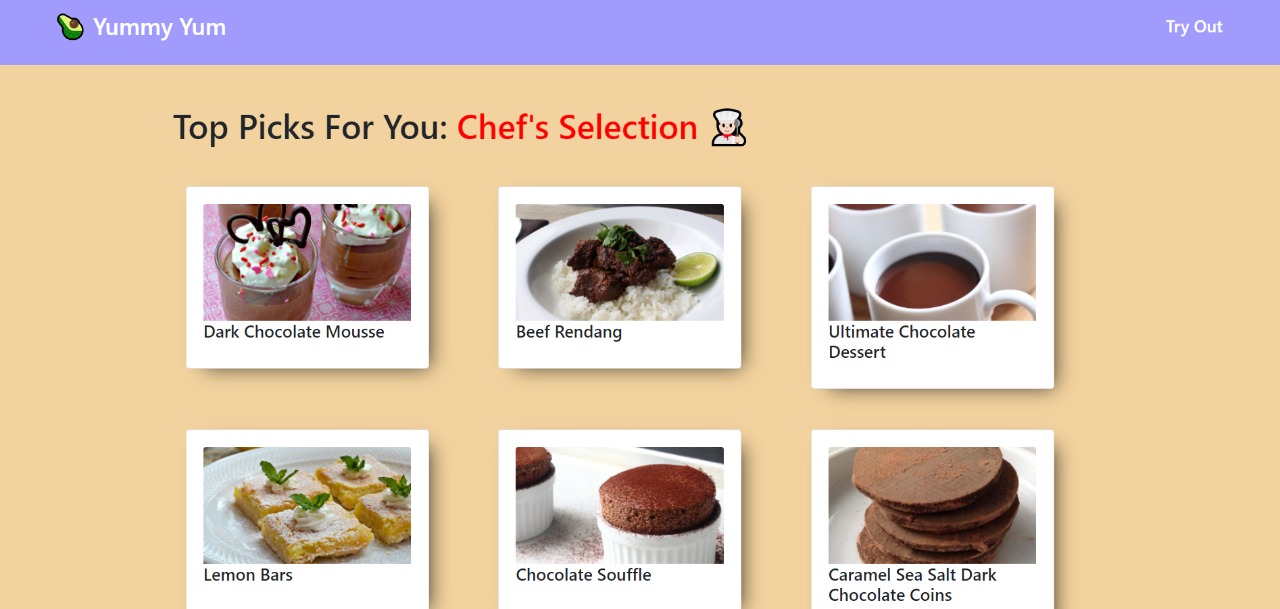 Yummy Yum
Try Out
Top Picks For You: Chef's Selection
Dark Chocolate Mousse
Beef Rendang
Ultimate Chocolate
Dessert
Lemon Bars
Chocolate Souffle
Caramel Sea Salt Dark
Chocolate Coins